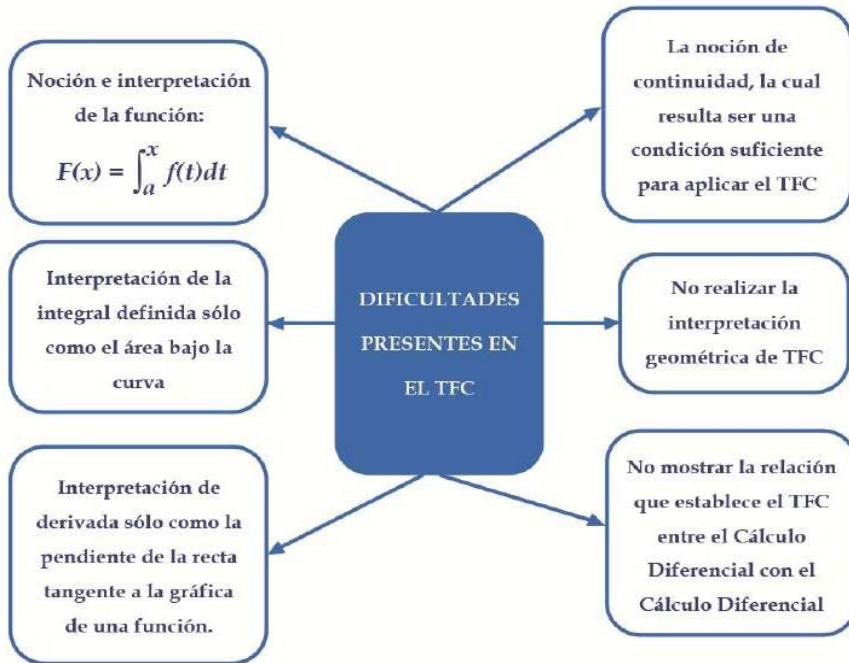 Noción e interpretación
de la función:
F(x) = ∫_a^x f(t)dt
Interpretación de la
integral definida sólo
como el área bajo la
curva
Interpretación de
derivada sólo como la
pendiente de la recta
tangente a la gráfica
de una función.
DIFICULTADES
PRESENTES EN
EL TFC
La noción de
continuidad, la cual
resulta ser una
condición suficiente
para aplicar el TFC
No realizar la
interpretación
geométrica de TFC
No mostrar la relación
que establece el TFC
entre el Cálculo
Diferencial con el
Cálculo Diferencial